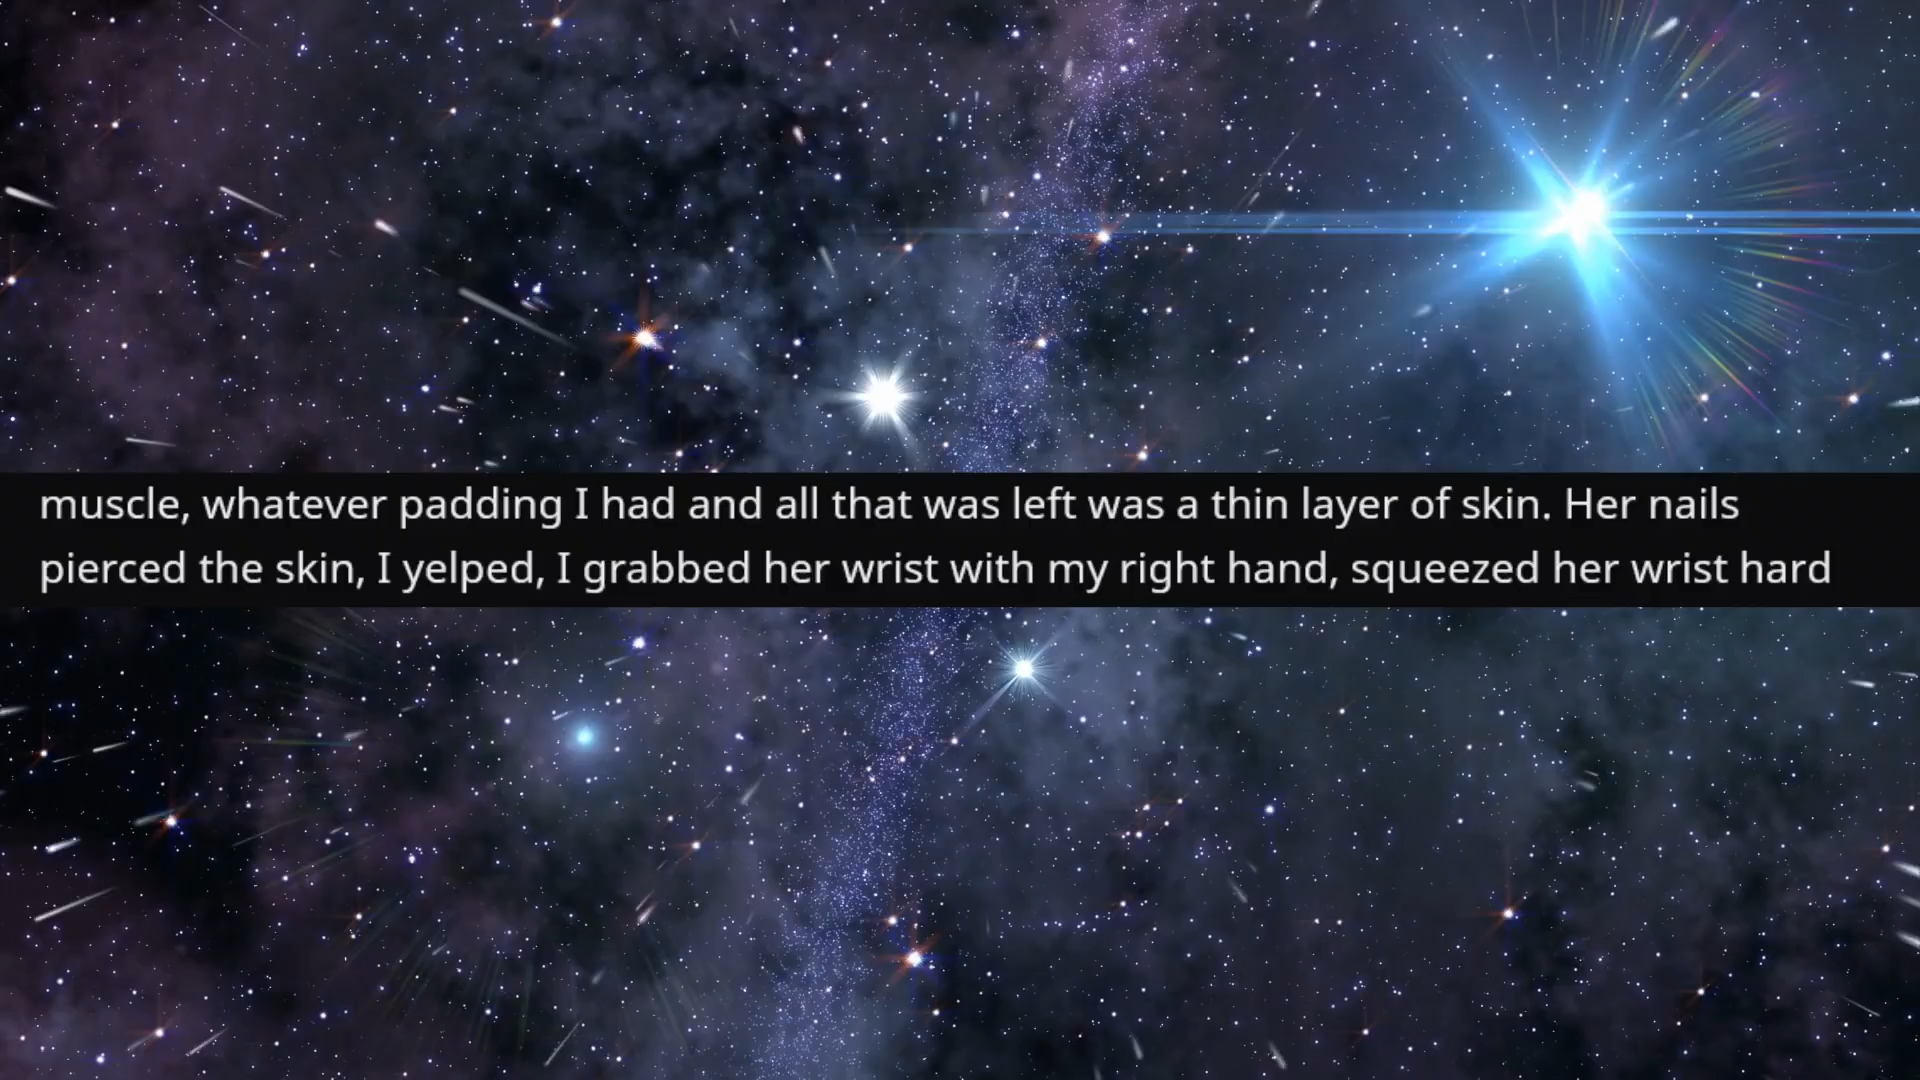 muscle, whatever padding I had and all that was left was a thin layer of skin. Her nails
pierced the skin, I yelped, I grabbed her wrist with my right hand, squeezed her wrist hard